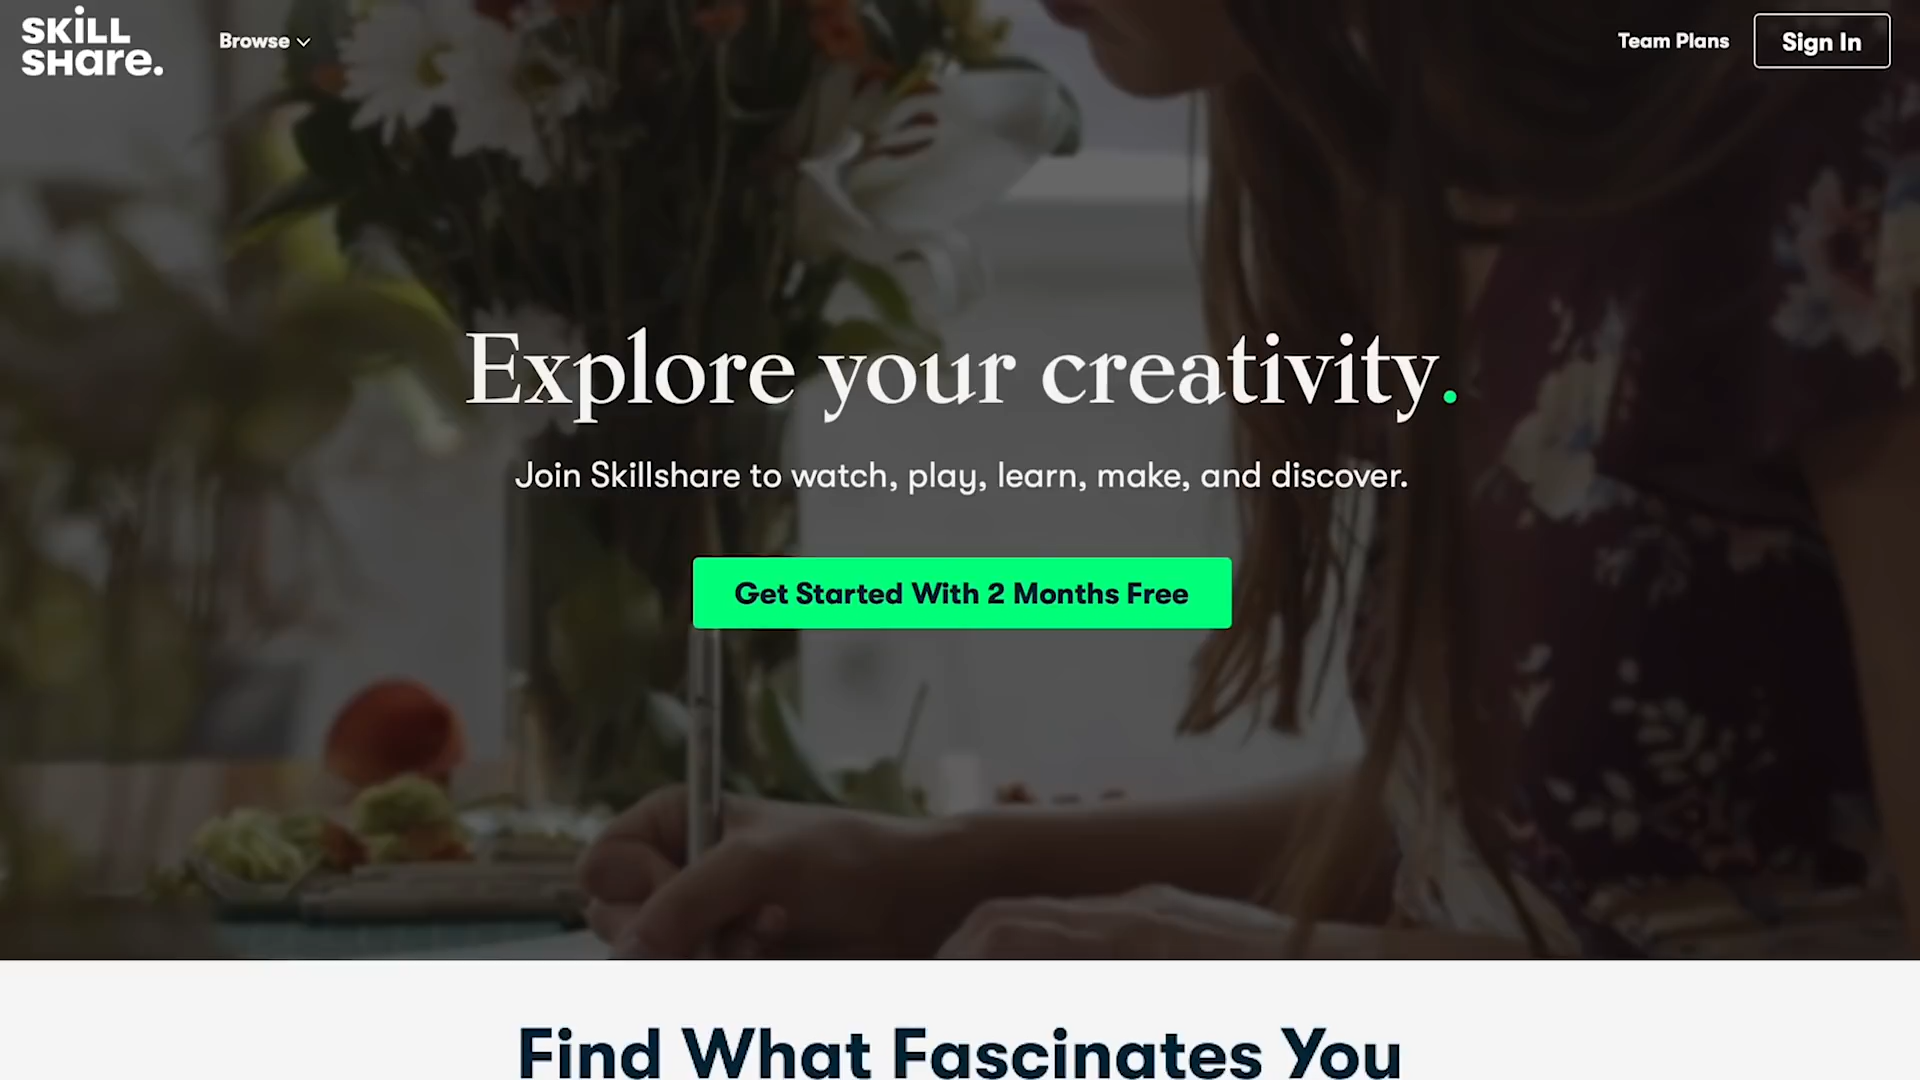 SKILL
SHare.
Browse
Team Plans
Sign In
Explore your creativity.
Join Skillshare to watch, play, learn, make, and discover.
Get Started With 2 Months Free
Find What Fascinates You